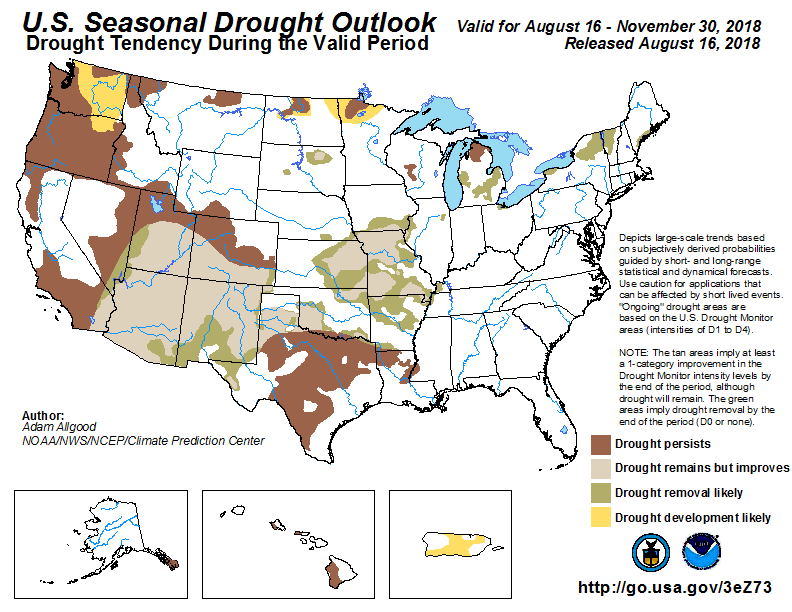 U.S. Seasonal Drought Outlook
Drought Tendency During the Valid Period
Valid for August 16 - November 30, 2018
Released August 16, 2018
Depicts large-scale trends based
on subjectively derived probabilities
guided by short- and long-range
statistical and dynamical forecasts.
Use caution for applications that
can be affected by short lived events.
"Ongoing" drought areas are
based on the U.S. Drought Monitor
areas (intensities of D1 to D4).
NOTE: The tan areas imply at least
a 1-category improvement in the
Drought Monitor intensity levels by
the end of the period, although
drought will remain. The green
areas imply drought removal by the
end of the period (D0 or none).
Author:
Adam Allgood
NOAA/NWS/NCEP/Climate Prediction Center
Drought persists
Drought remains but improves
Drought removal likely
Drought development likely
http://go.usa.gov/3eZ73